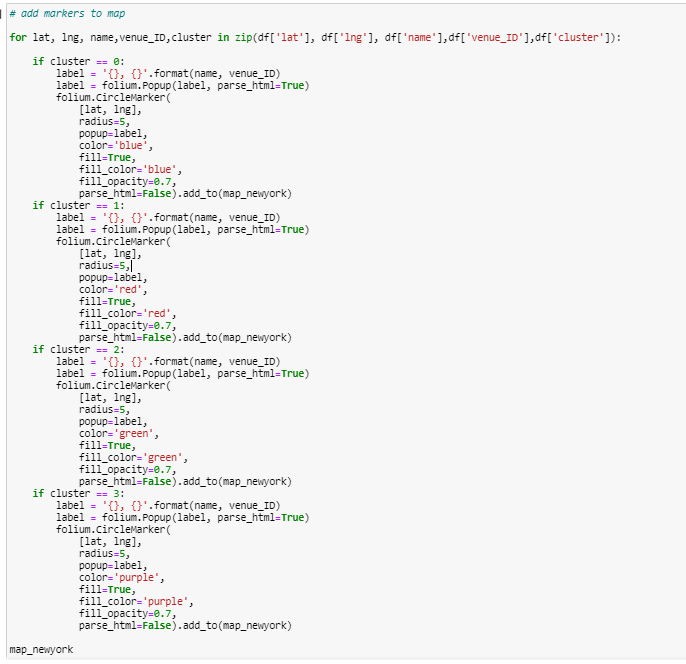 # add markers to map
for lat, lng, name,venue_ID,cluster in zip(df['lat'], df['lng'], df['name'],df['venue_ID'],df['cluster']):
    if cluster == 0:
        label = '{}, {}'.format(name, venue_ID)
        label = folium.Popup(label, parse_html=True)
        folium.CircleMarker(
            [lat, lng],
            radius=5,
            popup=label,
            color='blue',
            fill=True,
            fill_color='blue',
            fill_opacity=0.7,
            parse_html=False).add_to(map_newyork)
    if cluster == 1:
        label = '{}, {}'.format(name, venue_ID)
        label = folium.Popup(label, parse_html=True)
        folium.CircleMarker(
            [lat, lng],
            radius=5,
            popup=label,
            color='red',
            fill=True,
            fill_color='red',
            fill_opacity=0.7,
            parse_html=False).add_to(map_newyork)
    if cluster == 2:
        label = '{}, {}'.format(name, venue_ID)
        label = folium.Popup(label, parse_html=True)
        folium.CircleMarker(
            [lat, lng],
            radius=5,
            popup=label,
            color='green',
            fill=True,
            fill_color='green',
            fill_opacity=0.7,
            parse_html=False).add_to(map_newyork)
    if cluster == 3:
        label = '{}, {}'.format(name, venue_ID)
        label = folium.Popup(label, parse_html=True)
        folium.CircleMarker(
            [lat, lng],
            radius=5,
            popup=label,
            color='purple',
            fill=True,
            fill_color='purple',
            fill_opacity=0.7,
            parse_html=False).add_to(map_newyork)
map_newyork